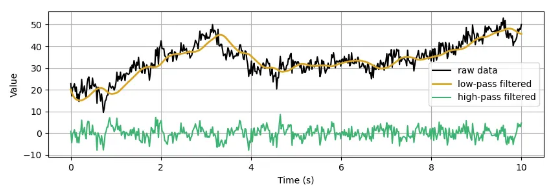 50
40
30
20
10
0
−10
Value
raw data
low-pass filtered
high-pass filtered
0
2
4
6
8
10
Time (s)